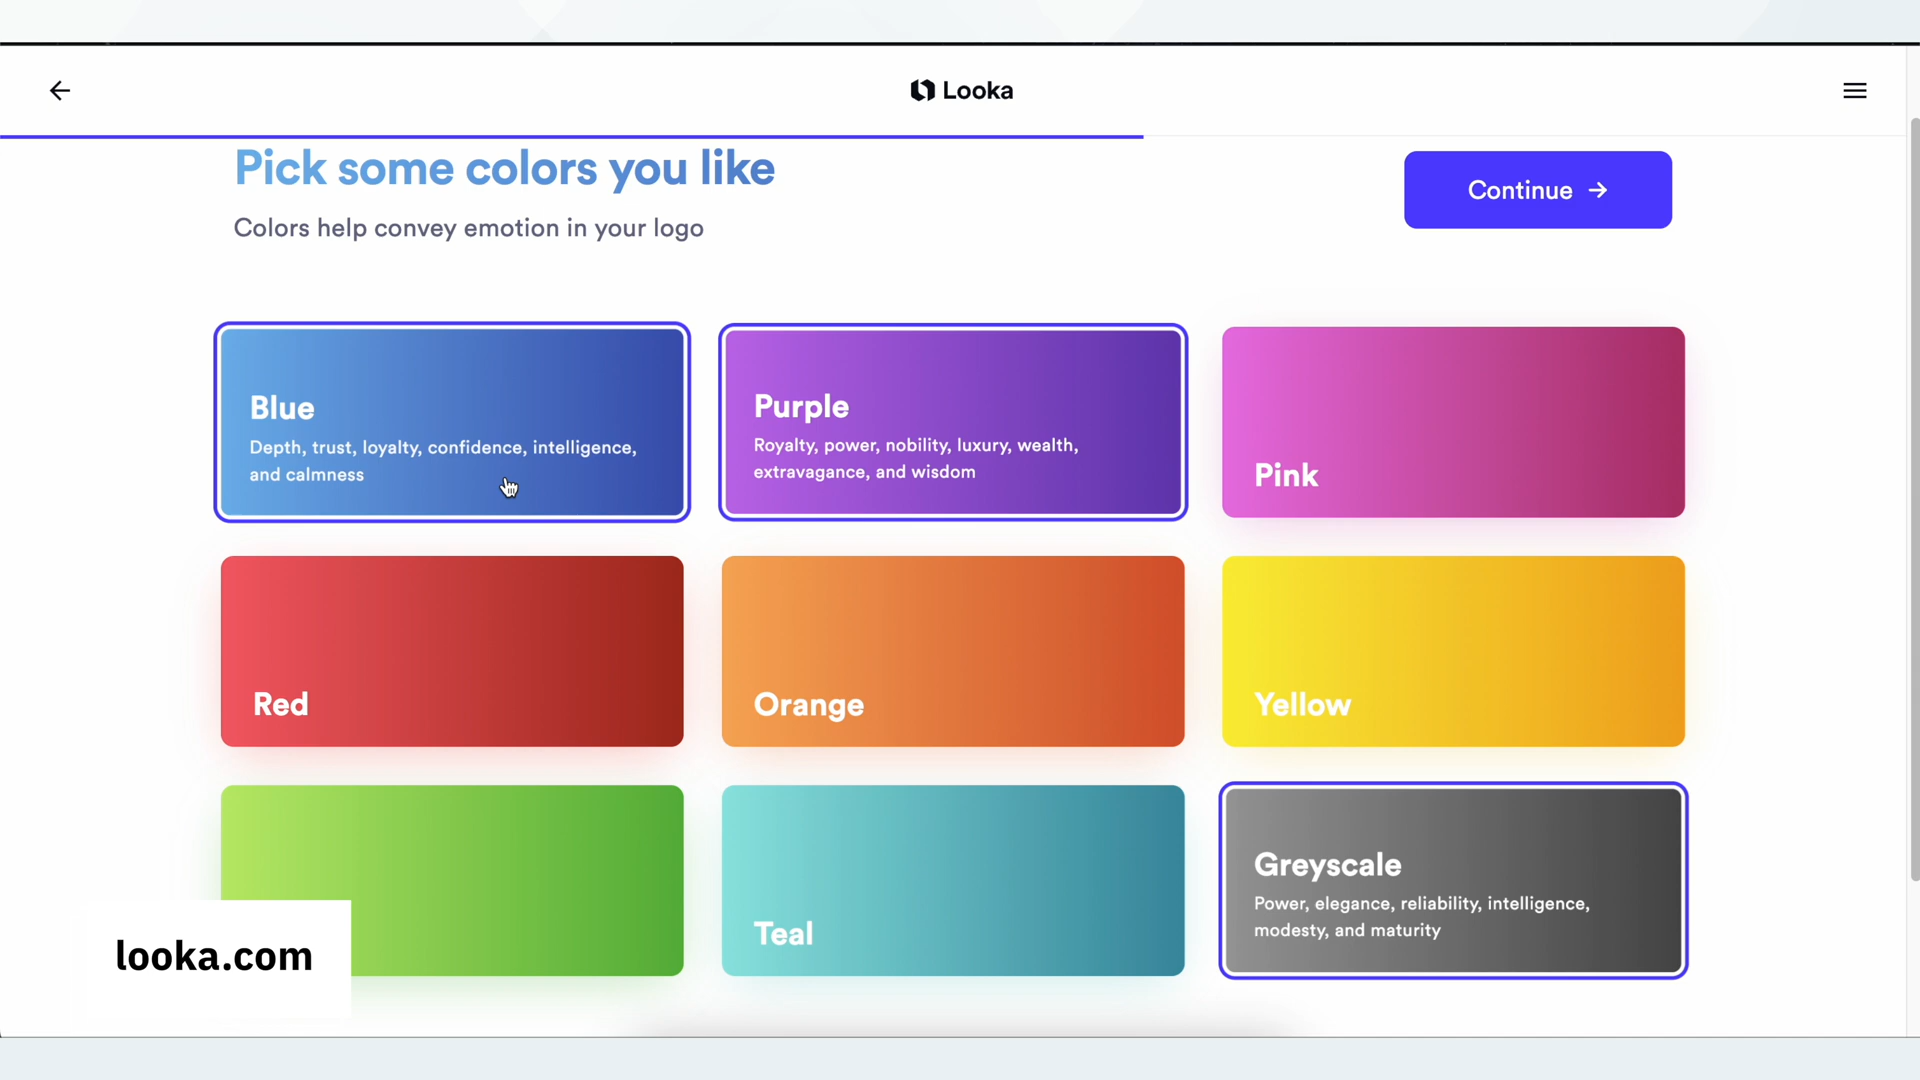 Looka
Pick some colors you like
Continue →
Colors help convey emotion in your logo
Blue
Depth, trust, loyalty, confidence, intelligence,
and calmness
Purple
Royalty, power, nobility, luxury, wealth,
extravagance, and wisdom
Pink
Red
Orange
Yellow
Teal
Greyscale
Power, elegance, reliability, intelligence,
modesty, and maturity
looka.com